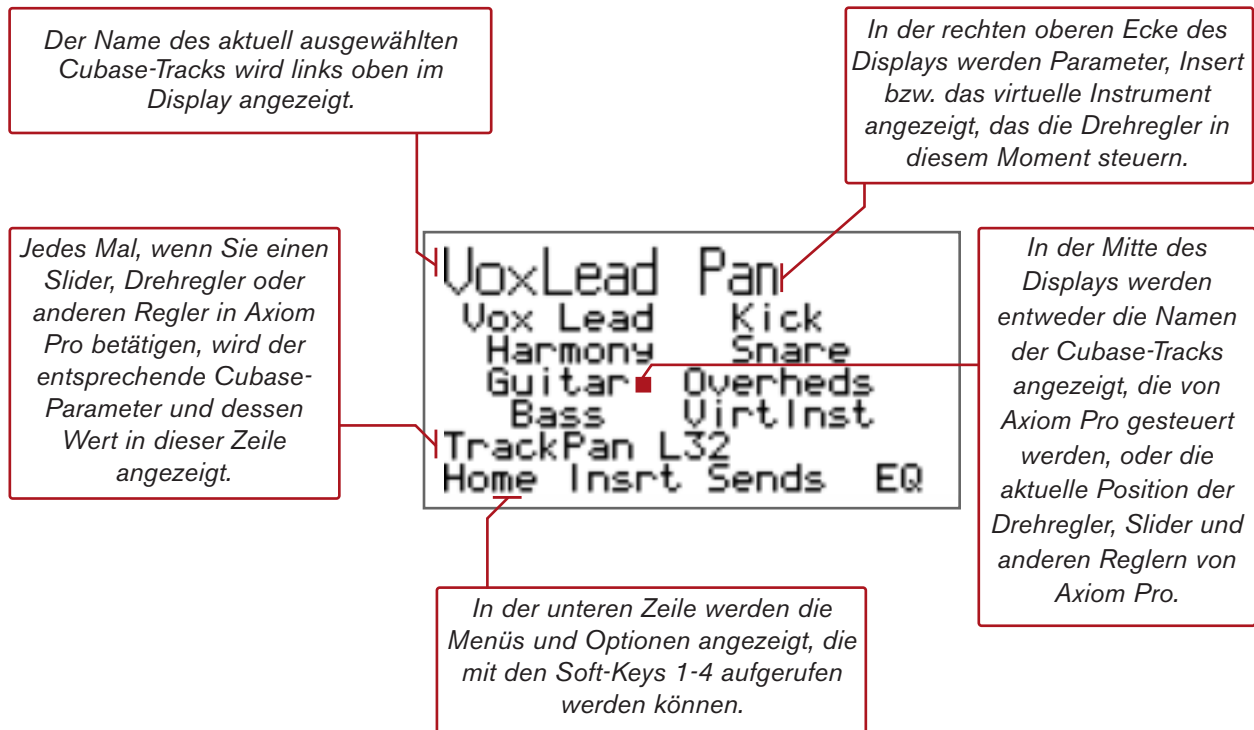 Der Name des aktuell ausgewählten
Cubase-Tracks wird links oben im
Display angezeigt.
In der rechten oberen Ecke des
Displays werden Parameter, Insert
bzw. das virtuelle Instrument
angezeigt, das die Drehregler in
diesem Moment steuern.
Jedes Mal, wenn Sie einen
Slider, Drehregler oder
anderen Regler in Axiom
Pro betätigen, wird der
entsprechende Cubase-
Parameter und dessen
Wert in dieser Zeile
angezeigt.
VoxLead Pan
Vox Lead Kick
Harmony Snare
Guitar Overheds
Bass VirtInst
TrackPan L32
Home Insrt Sends EQ
In der Mitte des
Displays werden
entweder die Namen
der Cubase-Tracks
angezeigt, die von
Axiom Pro gesteuert
werden, oder die
aktuelle Position der
Drehregler, Slider und
anderen Reglern von
Axiom Pro.
In der unteren Zeile werden die
Menüs und Optionen angezeigt, die
mit den Soft-Keys 1-4 aufgerufen
werden können.